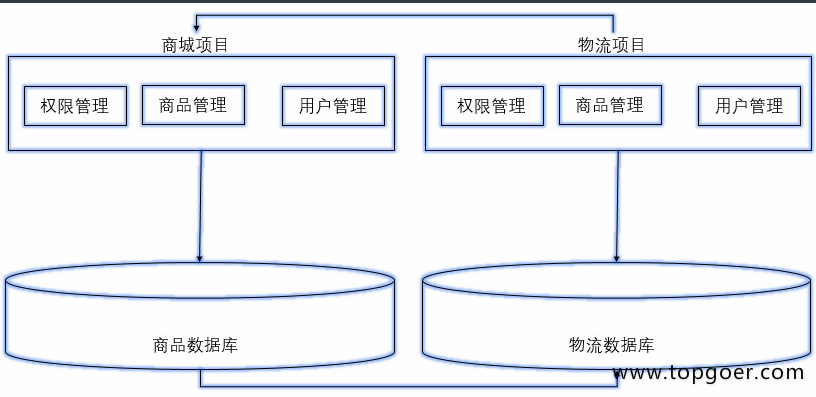 商城项目
物流项目
权限管理
商品管理
用户管理
权限管理
商品管理
用户管理
商品数据库
物流数据库
www.topgoer.com